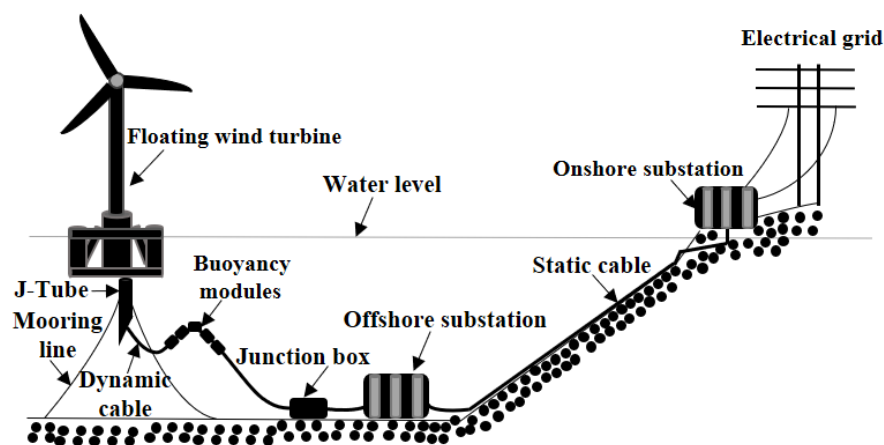 Electrical grid
Floating wind turbine
Onshore substation
Water level
Buoyancy
modules
Static cable
J-Tube
Mooring
line
Offshore substation
Junction box
Dynamic
cable